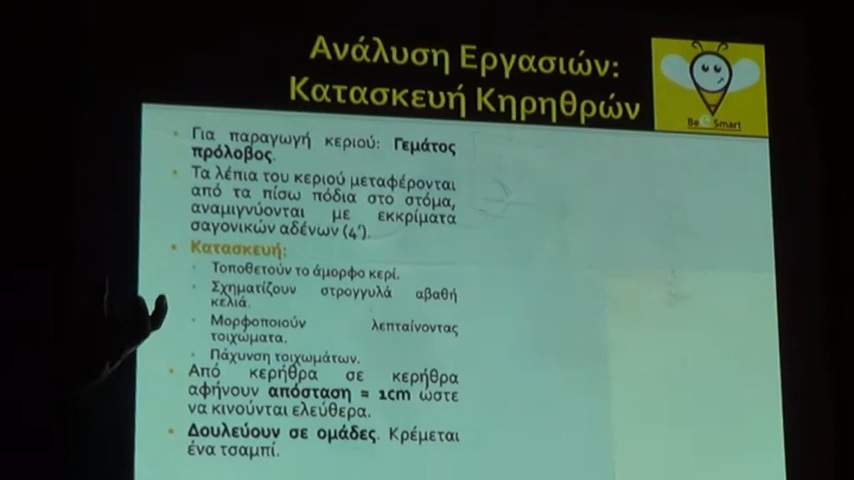 Ανάλυση Εργασιών:
Κατασκευή Κηρηθρών
Be e Smart
• Για παραγωγή κεριού: Γεμάτος
πρόλοβος.
• Τα λέπια του κεριού μεταφέρονται
από τα πίσω πόδια στο στόμα,
αναμιγνύονται με εκκρίματα
σαγονικών αδένων (4').
• Κατασκευή:
• Τοποθετούν το άμορφο κερί.
• Σχηματίζουν στρογγυλά αβαθή
κελιά.
• Μορφοποιούν λεπταίνοντας
τοιχώματα.
• Πάχυνση τοιχωμάτων.
• Από κερήθρα σε κερήθρα
αφήνουν απόσταση = 1cm ώστε
να κινούνται ελεύθερα.
• Δουλεύουν σε ομάδες. Κρέμεται
ένα τσαμπί.